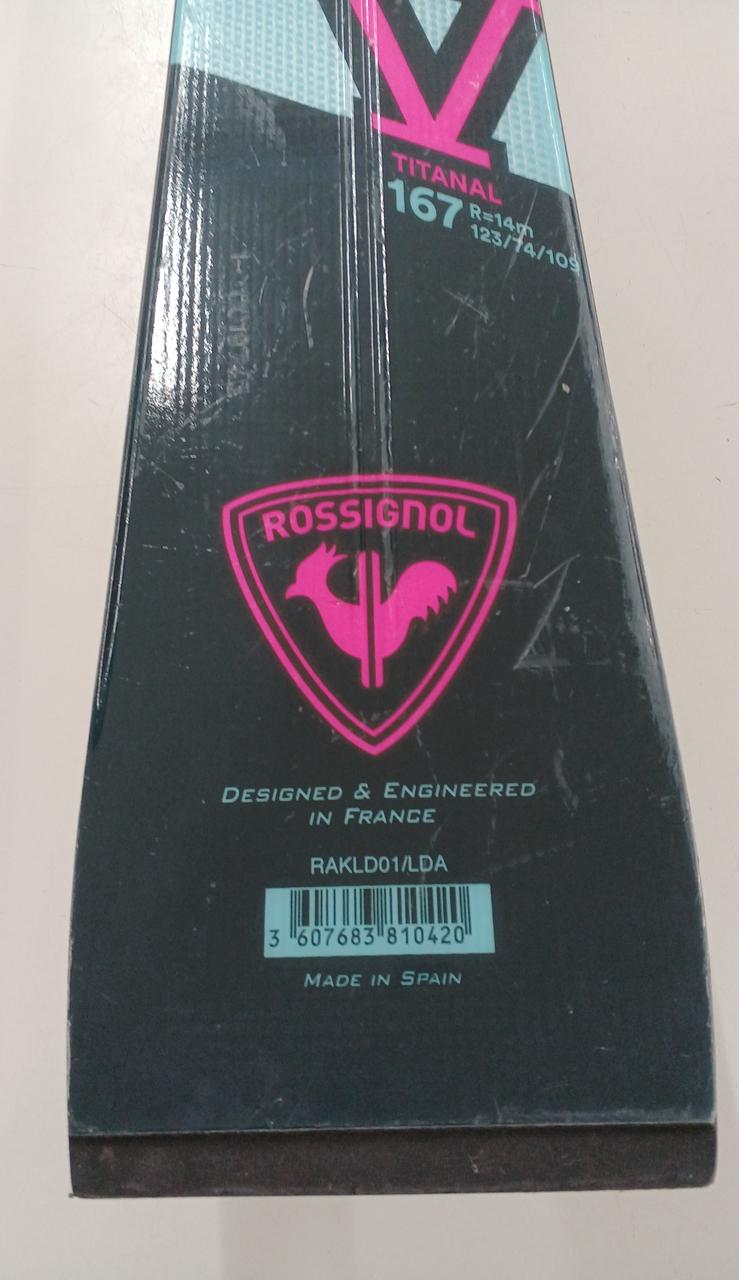 V
TITANAL
167
R=14m
123/74/109
ROSSIGNOL
DESIGNED & ENGINEERED
IN FRANCE
RAKLD01/LDA
3 607683 810420
MADE IN SPAIN